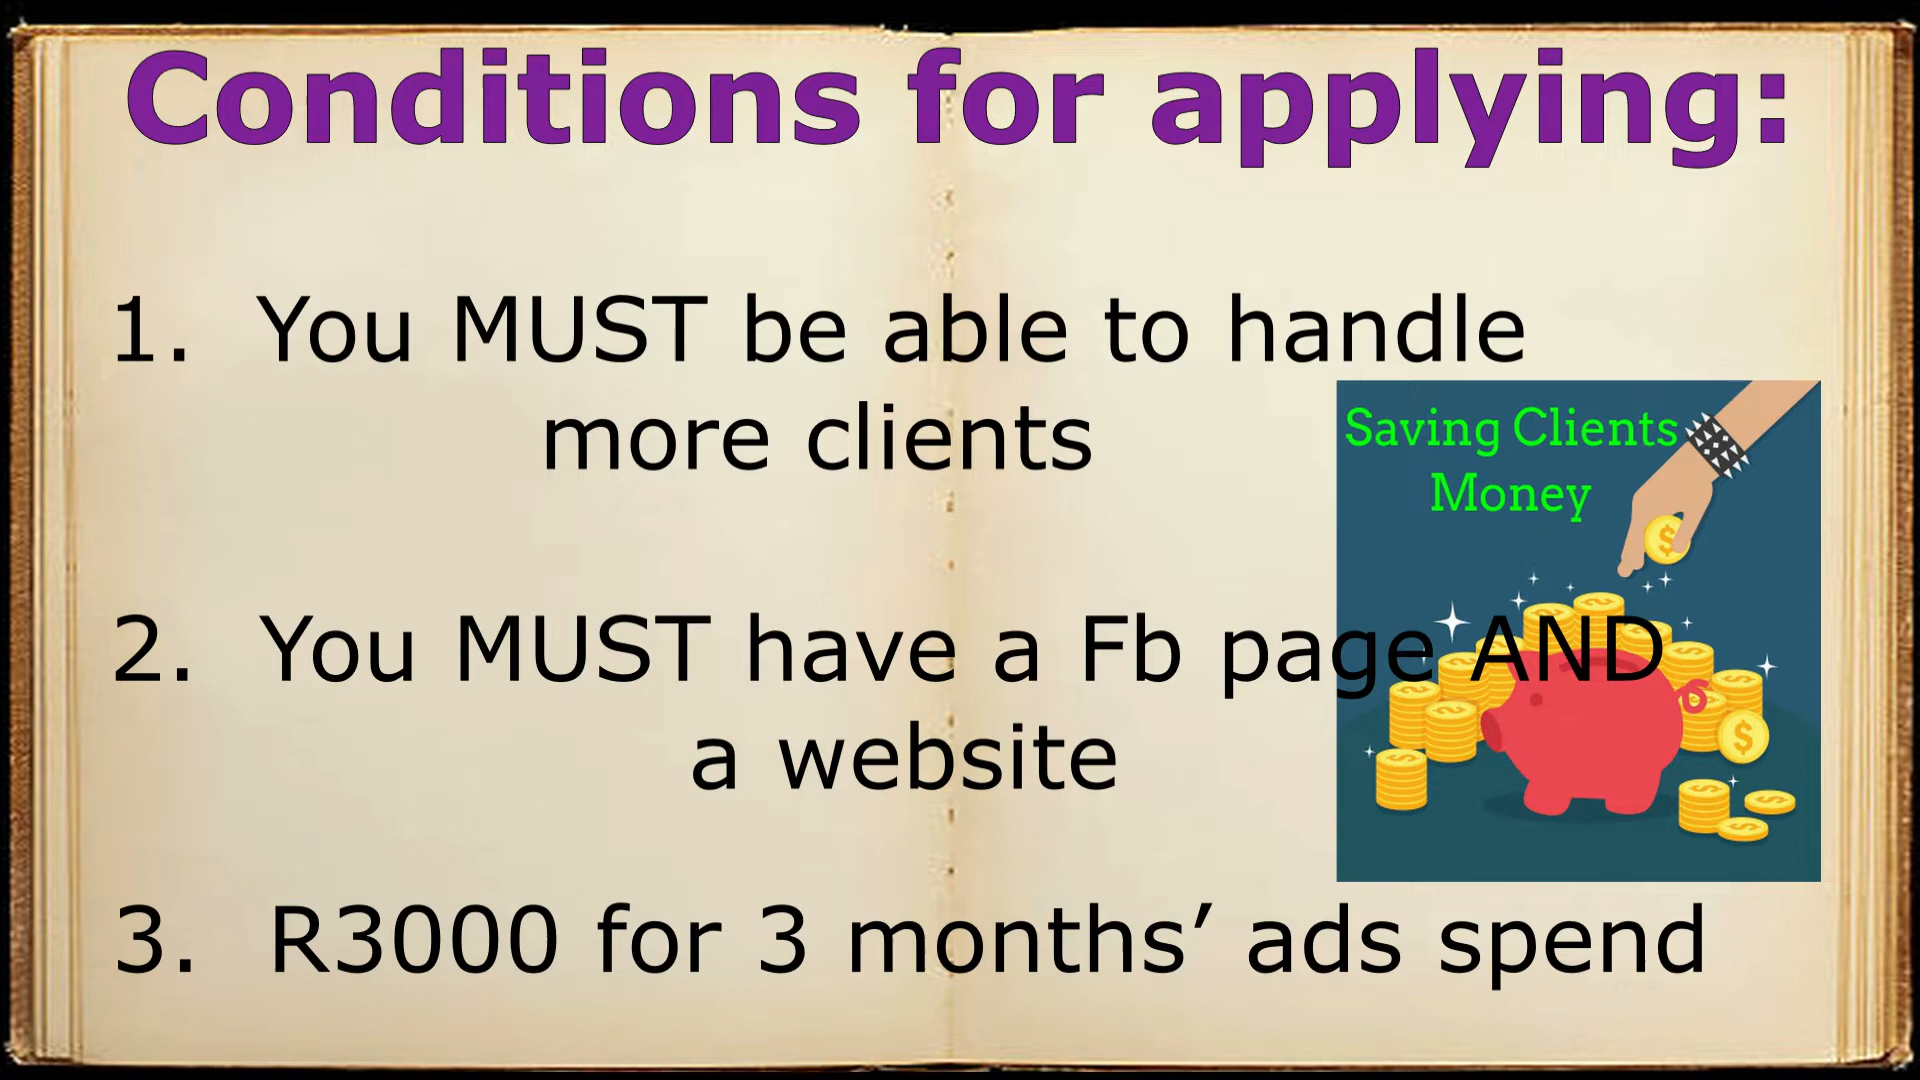 Conditions for applying:
1. You MUST be able to handle
more clients
Saving Clients
Money
2. You MUST have a Fb page AND
a website
3. R3000 for 3 months’ ads spend